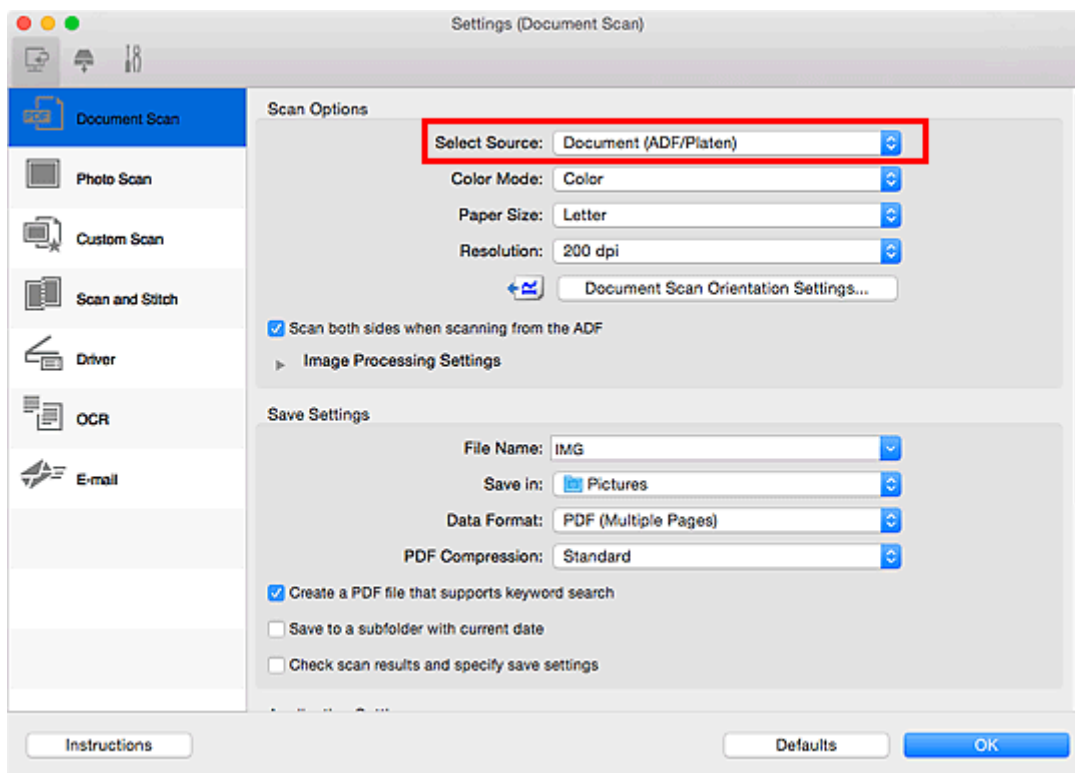 Settings (Document Scan)
PDF
Document Scan
Photo Scan
Custom Scan
Scan and Stitch
Driver
OCR
E-mail
Scan Options
Select Source: Document (ADF/Platen)
Color Mode: Color
Paper Size: Letter
Resolution: 200 dpi
Document Scan Orientation Settings...
Scan both sides when scanning from the ADF
Image Processing Settings
Save Settings
File Name: IMG
Save in: Pictures
Data Format: PDF (Multiple Pages)
PDF Compression: Standard
Create a PDF file that supports keyword search
Save to a subfolder with current date
Check scan results and specify save settings
Instructions
Defaults
OK